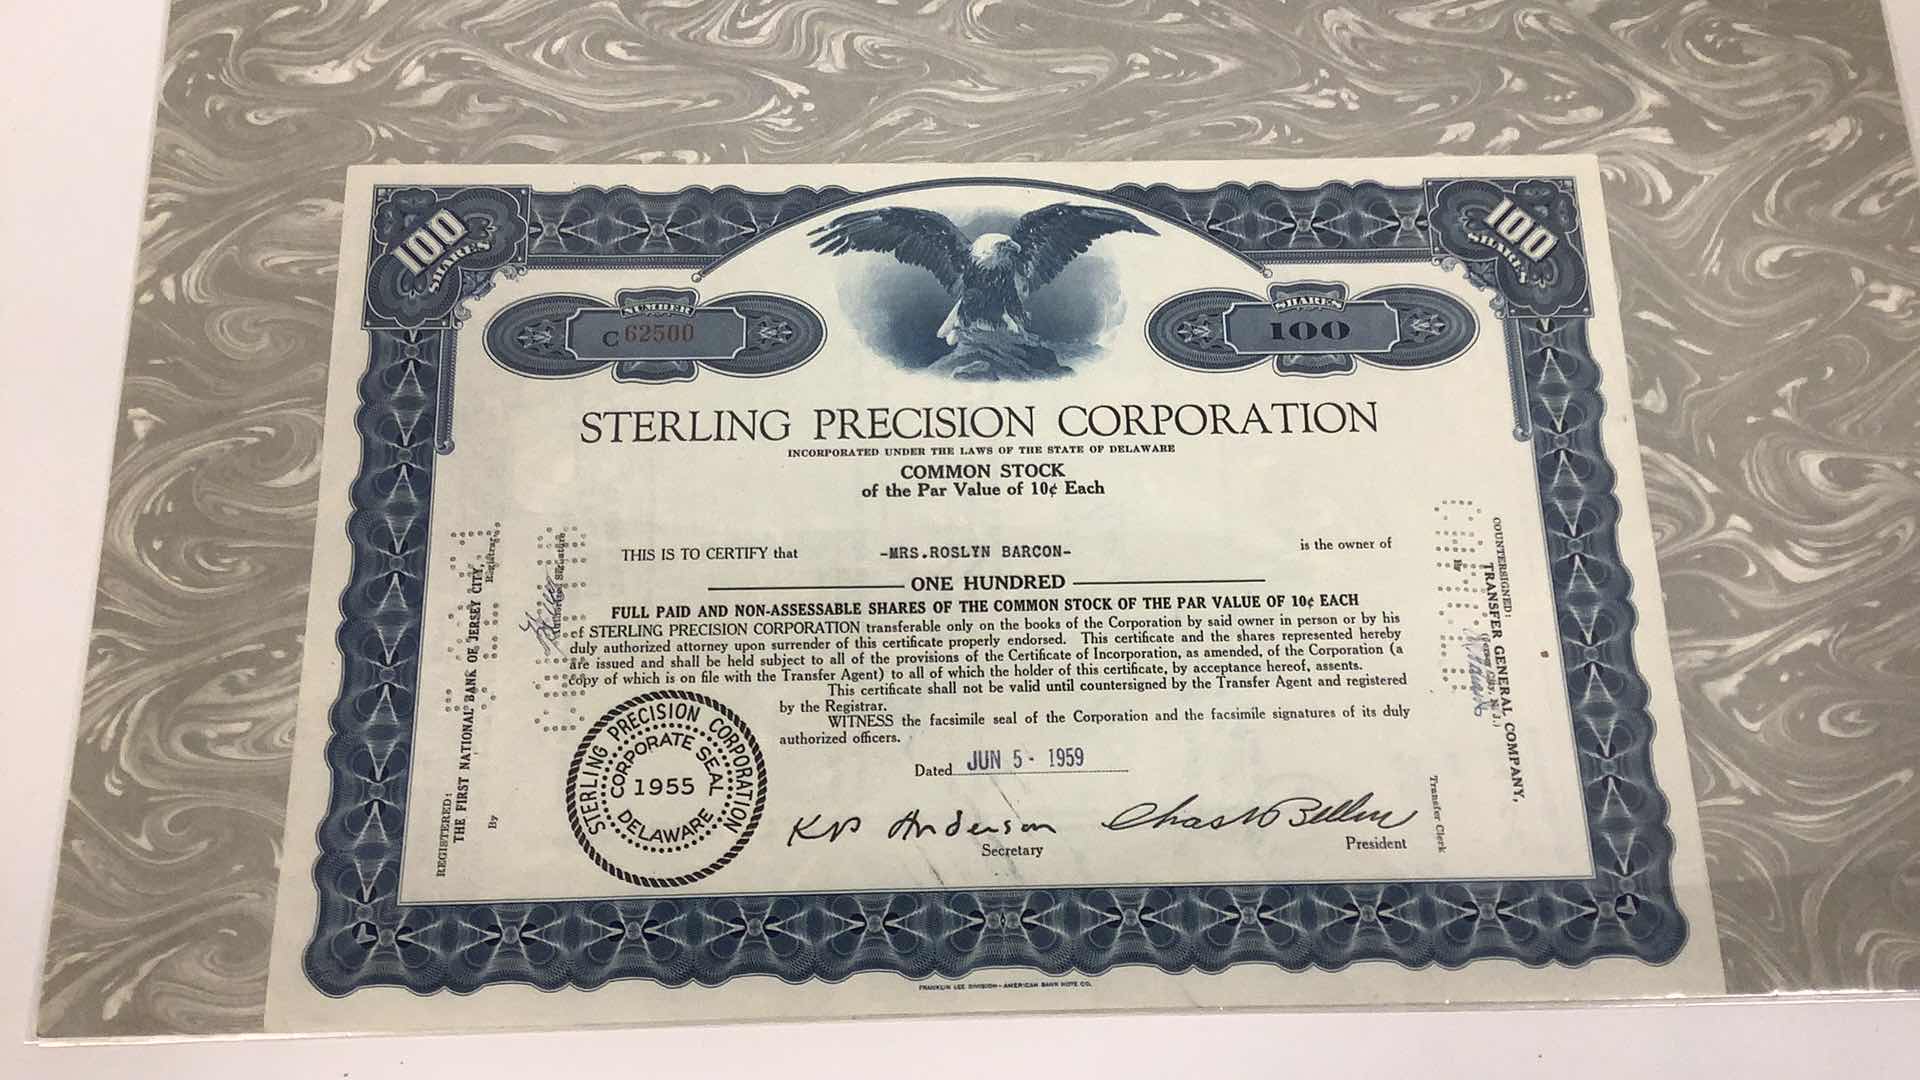 100 SHARES
100 SHARES
NUMBER
C 62500
SHARES
100
STERLING PRECISION CORPORATION
INCORPORATED UNDER THE LAWS OF THE STATE OF DELAWARE
COMMON STOCK
of the Par Value of 10¢ Each
THIS IS TO CERTIFY that -MRS.ROSLYN BARCON- is the owner of
ONE HUNDRED
FULL PAID AND NON-ASSESSABLE SHARES OF THE COMMON STOCK OF THE PAR VALUE OF 10¢ EACH
of STERLING PRECISION CORPORATION transferable only on the books of the Corporation by said owner in person or by his
duly authorized attorney upon surrender of this certificate properly endorsed. This certificate and the shares represented hereby
are issued and shall be held subject to all of the provisions of the Certificate of Incorporation, as amended, of the Corporation (a
copy of which is on file with the Transfer Agent) to all of which the holder of this certificate, by acceptance hereof, assents.
This certificate shall not be valid until countersigned by the Transfer Agent and registered
by the Registrar.
WITNESS the facsimile seal of the Corporation and the facsimile signatures of its duly
authorized officers.
Dated JUN 5 - 1959
KP Anderson
Secretary
President
STERLING PRECISION CORPORATION
CORPORATE SEAL
1955
DELAWARE
REGISTERED:
THE FIRST NATIONAL BANK OF JERSEY CITY,
Registrar
By
Authorized Signature
COUNTERSIGNED:
TRANSFER GENERAL COMPANY,
(Jersey City, N. J.)
By
Transfer Clerk
FRANKLIN LEE DIVISION-AMERICAN BANK NOTE CO.